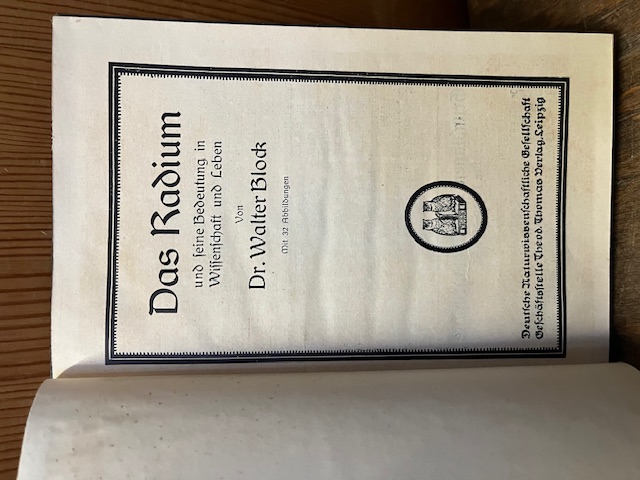 Das Radium
und ſeine Bedeutung in
Wiſſenſchaft und Leben
Von
Dr. Walter Block
Mit 32 Abbildungen
Deutſche Naturwiſſenſchaftliche Geſellſchaft
Geſchäftsſtelle Theod. Thomas Verlag, Leipzig